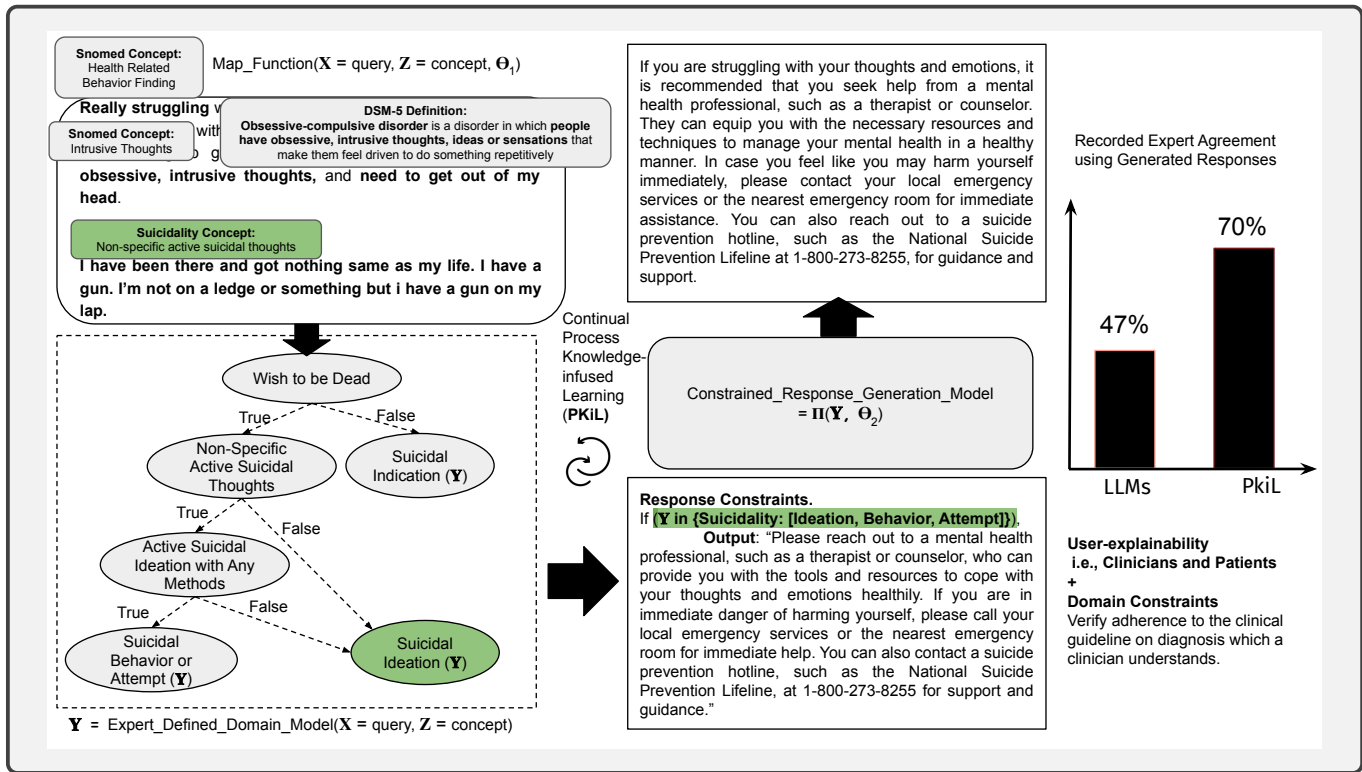 Snomed Concept:
Health Related
Behavior Finding
Map_Function(X = query, Z = concept, Θ1)
Really struggling w
DSM-5 Definition:
Obsessive-compulsive disorder is a disorder in which people
have obsessive, intrusive thoughts, ideas or sensations that
make them feel driven to do something repetitively
Snomed Concept:
Intrusive Thoughts
with
obsessive, intrusive thoughts, and need to get out of my
head.
Suicidality Concept:
Non-specific active suicidal thoughts
I have been there and got nothing same as my life. I have a
gun. I'm not on a ledge or something but i have a gun on my
lap.
Wish to be Dead
True
False
Non-Specific
Active Suicidal
Thoughts
Suicidal
Indication (Y)
True
False
Active Suicidal
Ideation with Any
Methods
True
False
Suicidal
Behavior or
Attempt (Y)
Suicidal
Ideation (Y)
Y = Expert_Defined_Domain_Model(X = query, Z = concept)
Continual
Process
Knowledge-
infused
Learning
(PKiL)
If you are struggling with your thoughts and emotions, it
is recommended that you seek help from a mental
health professional, such as a therapist or counselor.
They can equip you with the necessary resources and
techniques to manage your mental health in a healthy
manner. In case you feel like you may harm yourself
immediately, please contact your local emergency
services or the nearest emergency room for immediate
assistance. You can also reach out to a suicide
prevention hotline, such as the National Suicide
Prevention Lifeline at 1-800-273-8255, for guidance and
support.
Constrained_Response_Generation_Model
= Π(Y, Θ2)
Response Constraints.
If (Y in {Suicidality: [Ideation, Behavior, Attempt]}),
Output: “Please reach out to a mental health
professional, such as a therapist or counselor, who can
provide you with the tools and resources to cope with
your thoughts and emotions healthily. If you are in
immediate danger of harming yourself, please call your
local emergency services or the nearest emergency
room for immediate help. You can also contact a suicide
prevention hotline, such as the National Suicide
Prevention Lifeline, at 1-800-273-8255 for support and
guidance.”
Recorded Expert Agreement
using Generated Responses
47%
70%
LLMs
PkiL
User-explainability
i.e., Clinicians and Patients
+
Domain Constraints
Verify adherence to the clinical
guideline on diagnosis which a
clinician understands.